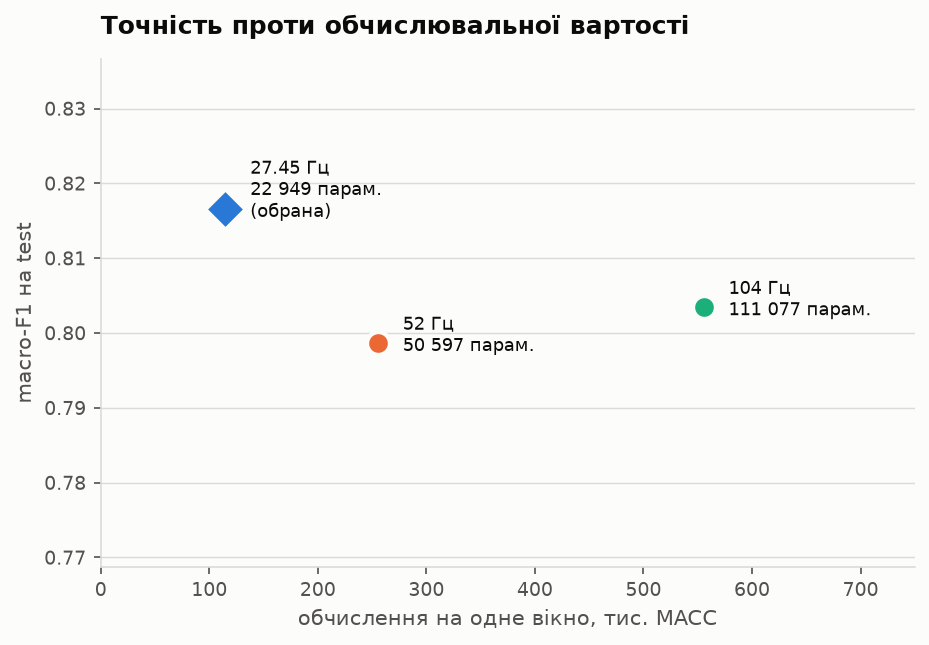 Точність проти обчислювальної вартості
macro-F1 на test
0.83
0.82
0.81
0.80
0.79
0.78
0.77
27.45 Гц
22 949 парам.
(обрана)
52 Гц
50 597 парам.
104 Гц
111 077 парам.
0 100 200 300 400 500 600 700
обчислення на одне вікно, тис. MACC